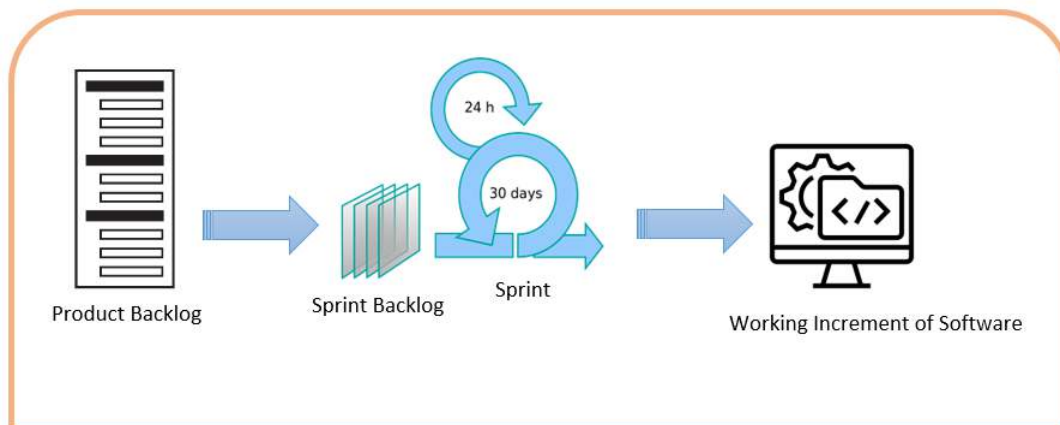 24 h
30 days
Product Backlog
Sprint Backlog
Sprint
Working Increment of Software
</>